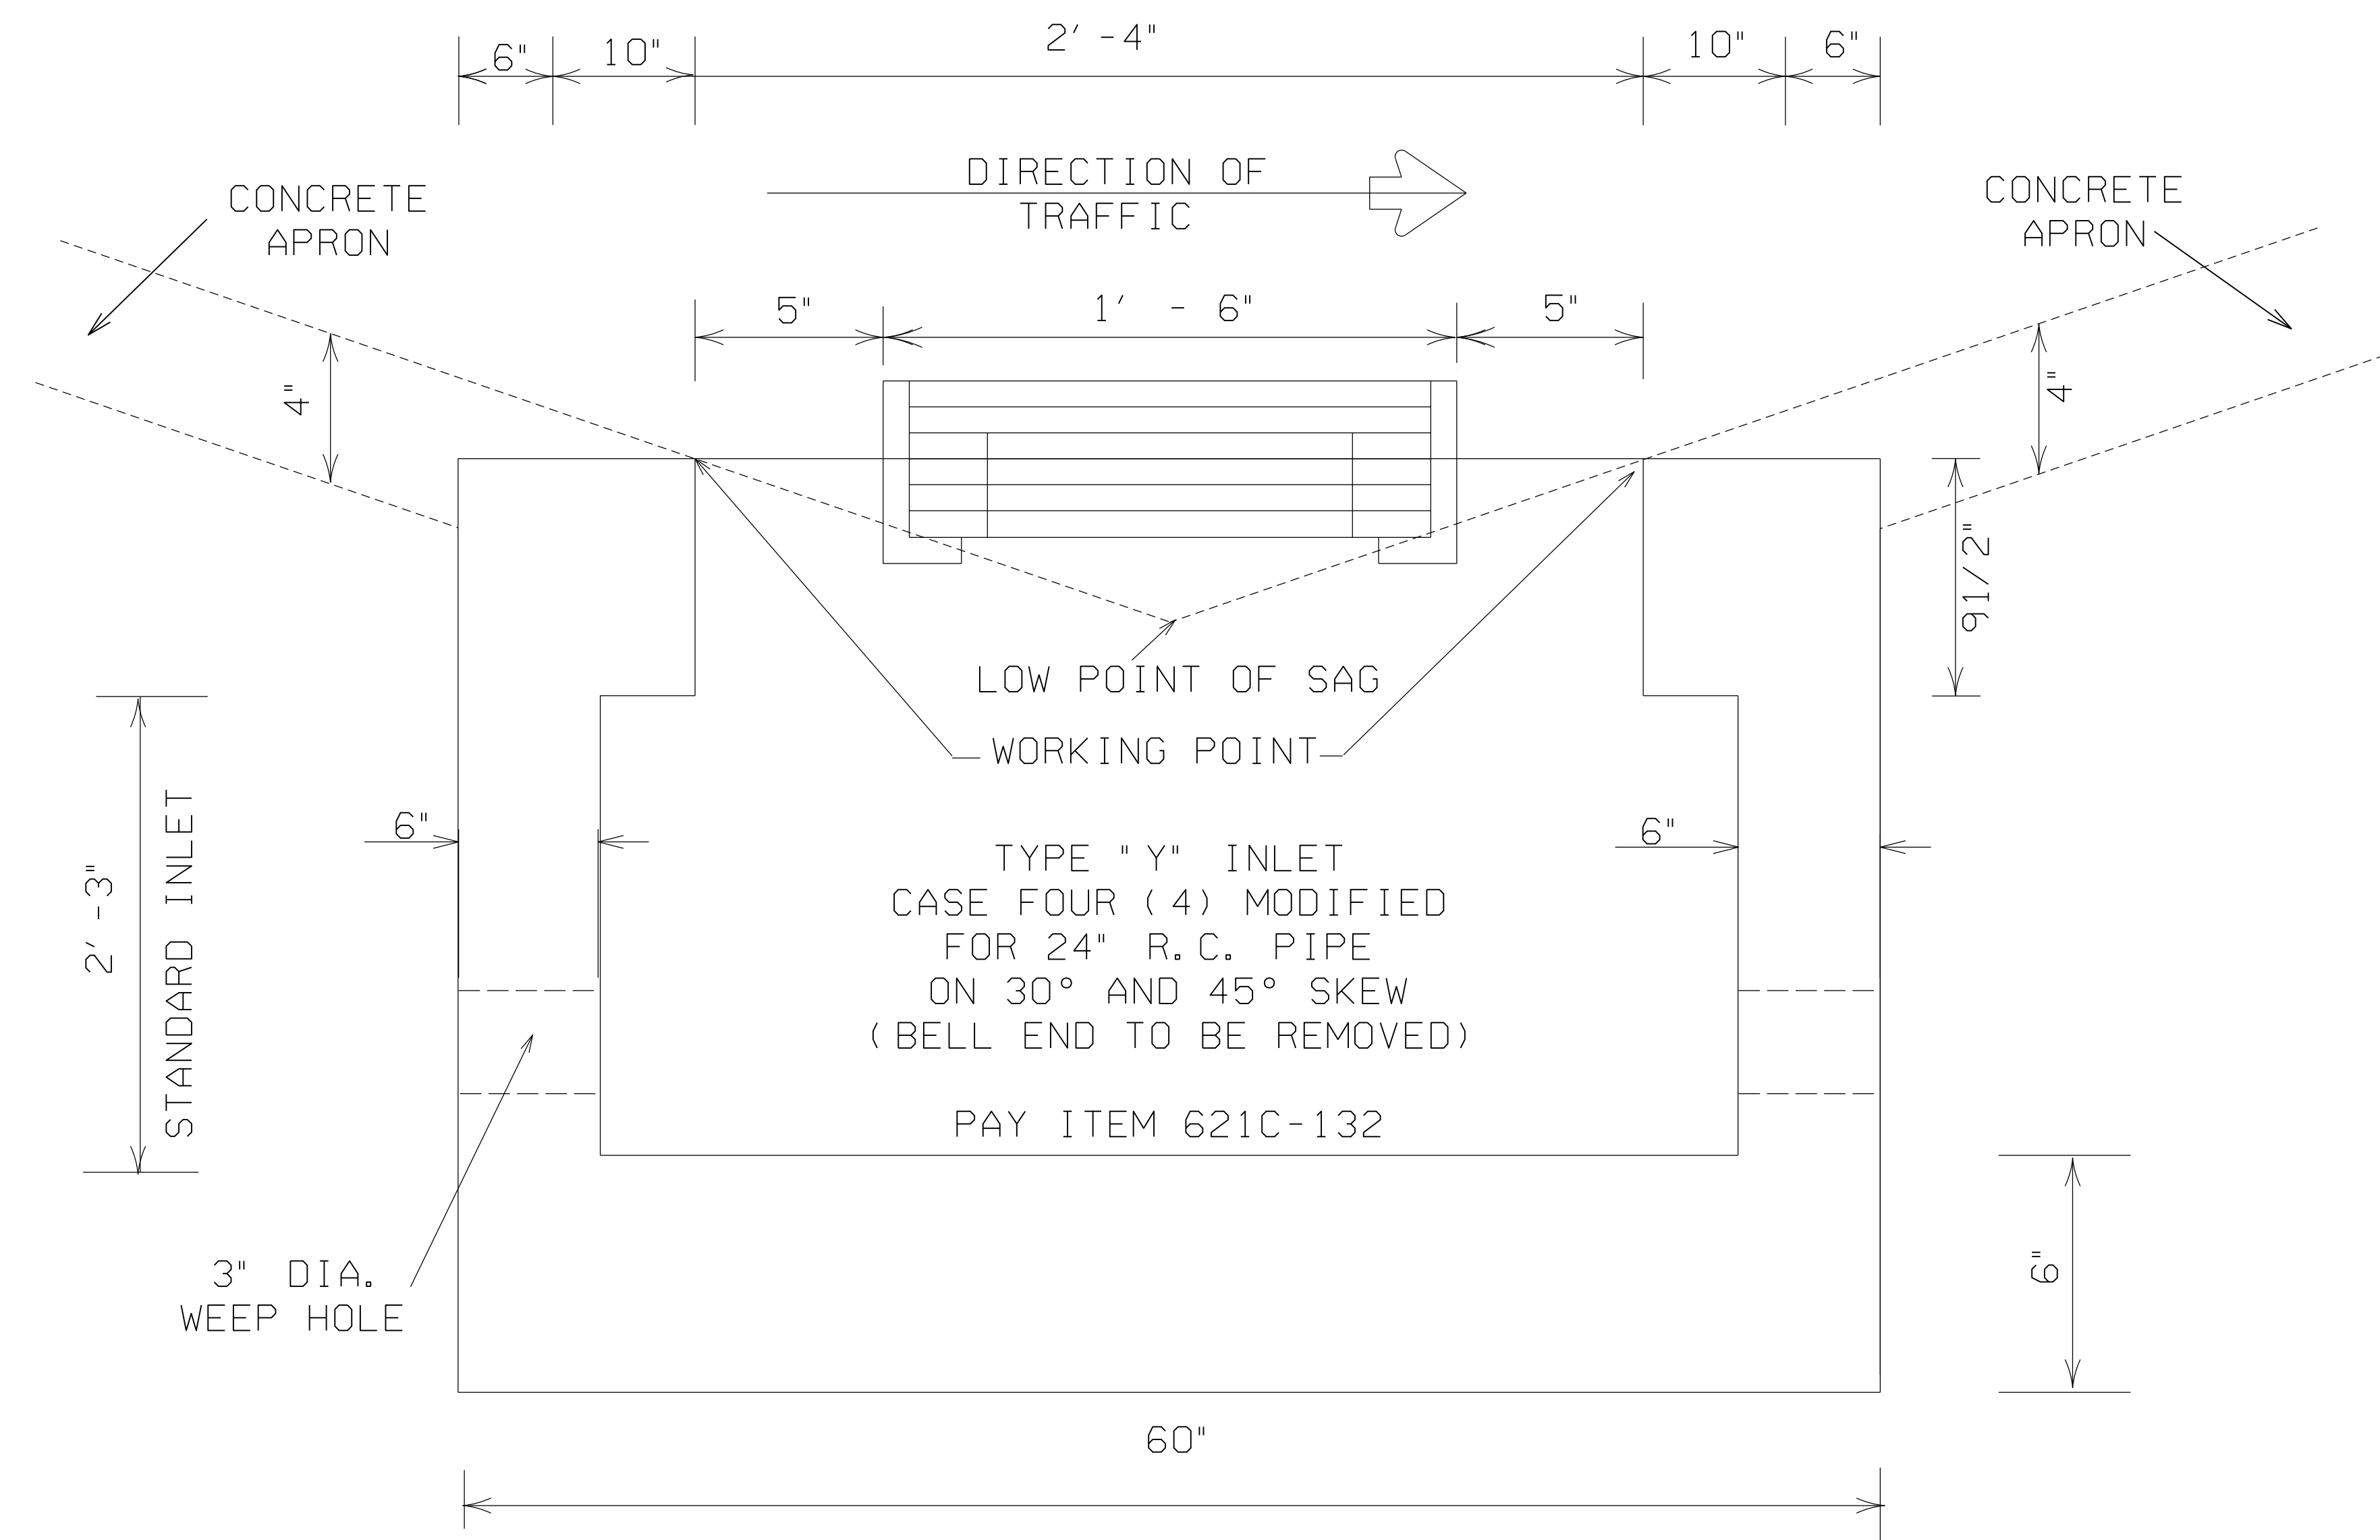 2' -4"
6" 10" 10" 6"
DIRECTION OF
TRAFFIC
CONCRETE
APRON
CONCRETE
APRON
5" 1' - 6" 5"
4"
4"
9 1/2"
LOW POINT OF SAG
WORKING POINT
2' -3"
STANDARD INLET
6"
6"
TYPE "Y" INLET
CASE FOUR (4) MODIFIED
FOR 24" R.C. PIPE
ON 30° AND 45° SKEW
(BELL END TO BE REMOVED)
PAY ITEM 621C-132
3" DIA.
WEEP HOLE
6"
60"